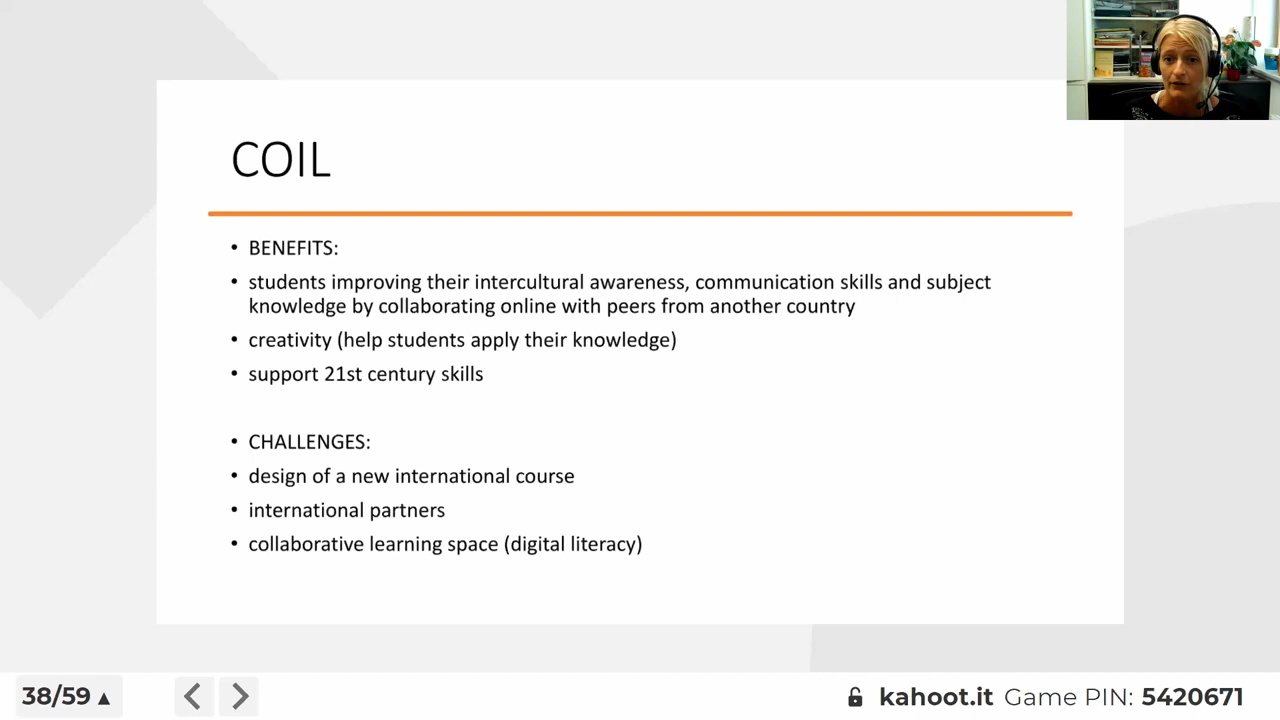 COIL
• BENEFITS:
• students improving their intercultural awareness, communication skills and subject
knowledge by collaborating online with peers from another country
• creativity (help students apply their knowledge)
• support 21st century skills
• CHALLENGES:
• design of a new international course
• international partners
• collaborative learning space (digital literacy)
38/59 ▲
kahoot.it Game PIN: 5420671